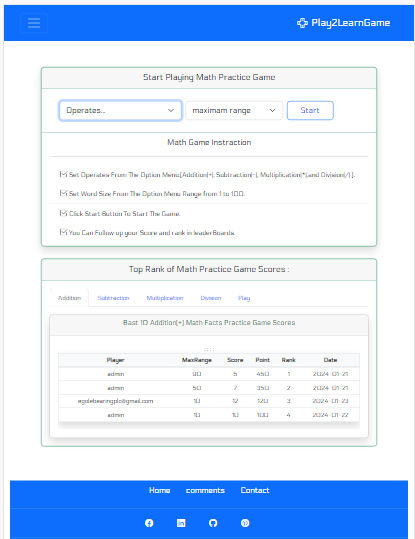 Play2LearnGame
Start Playing Math Practice Game
Operates...
maximam range
Start
Math Game Instraction
Set Operates From The Option Menu[Addition(+), Subtraction(-), Multiplication(*),and Division(/)].
Set Word Size From The Option Menu Range from 1 to 100.
Click Start Button To Start The Game.
You Can Follow up your Score and rank in leaderBoards.
Top Rank of Math Practice Game Scores :
Addition Subtraction Multiplication Division Play
Bast 10 Addition(+) Math Facts Practice Game Scores
Player MaxRange Score Point Rank Date
admin 90 5 450 1 2024-01-21
admin 50 7 350 2 2024-01-21
egolebearingplc@gmail.com 10 12 120 3 2024-01-23
admin 10 10 100 4 2024-01-22
Home comments Contact